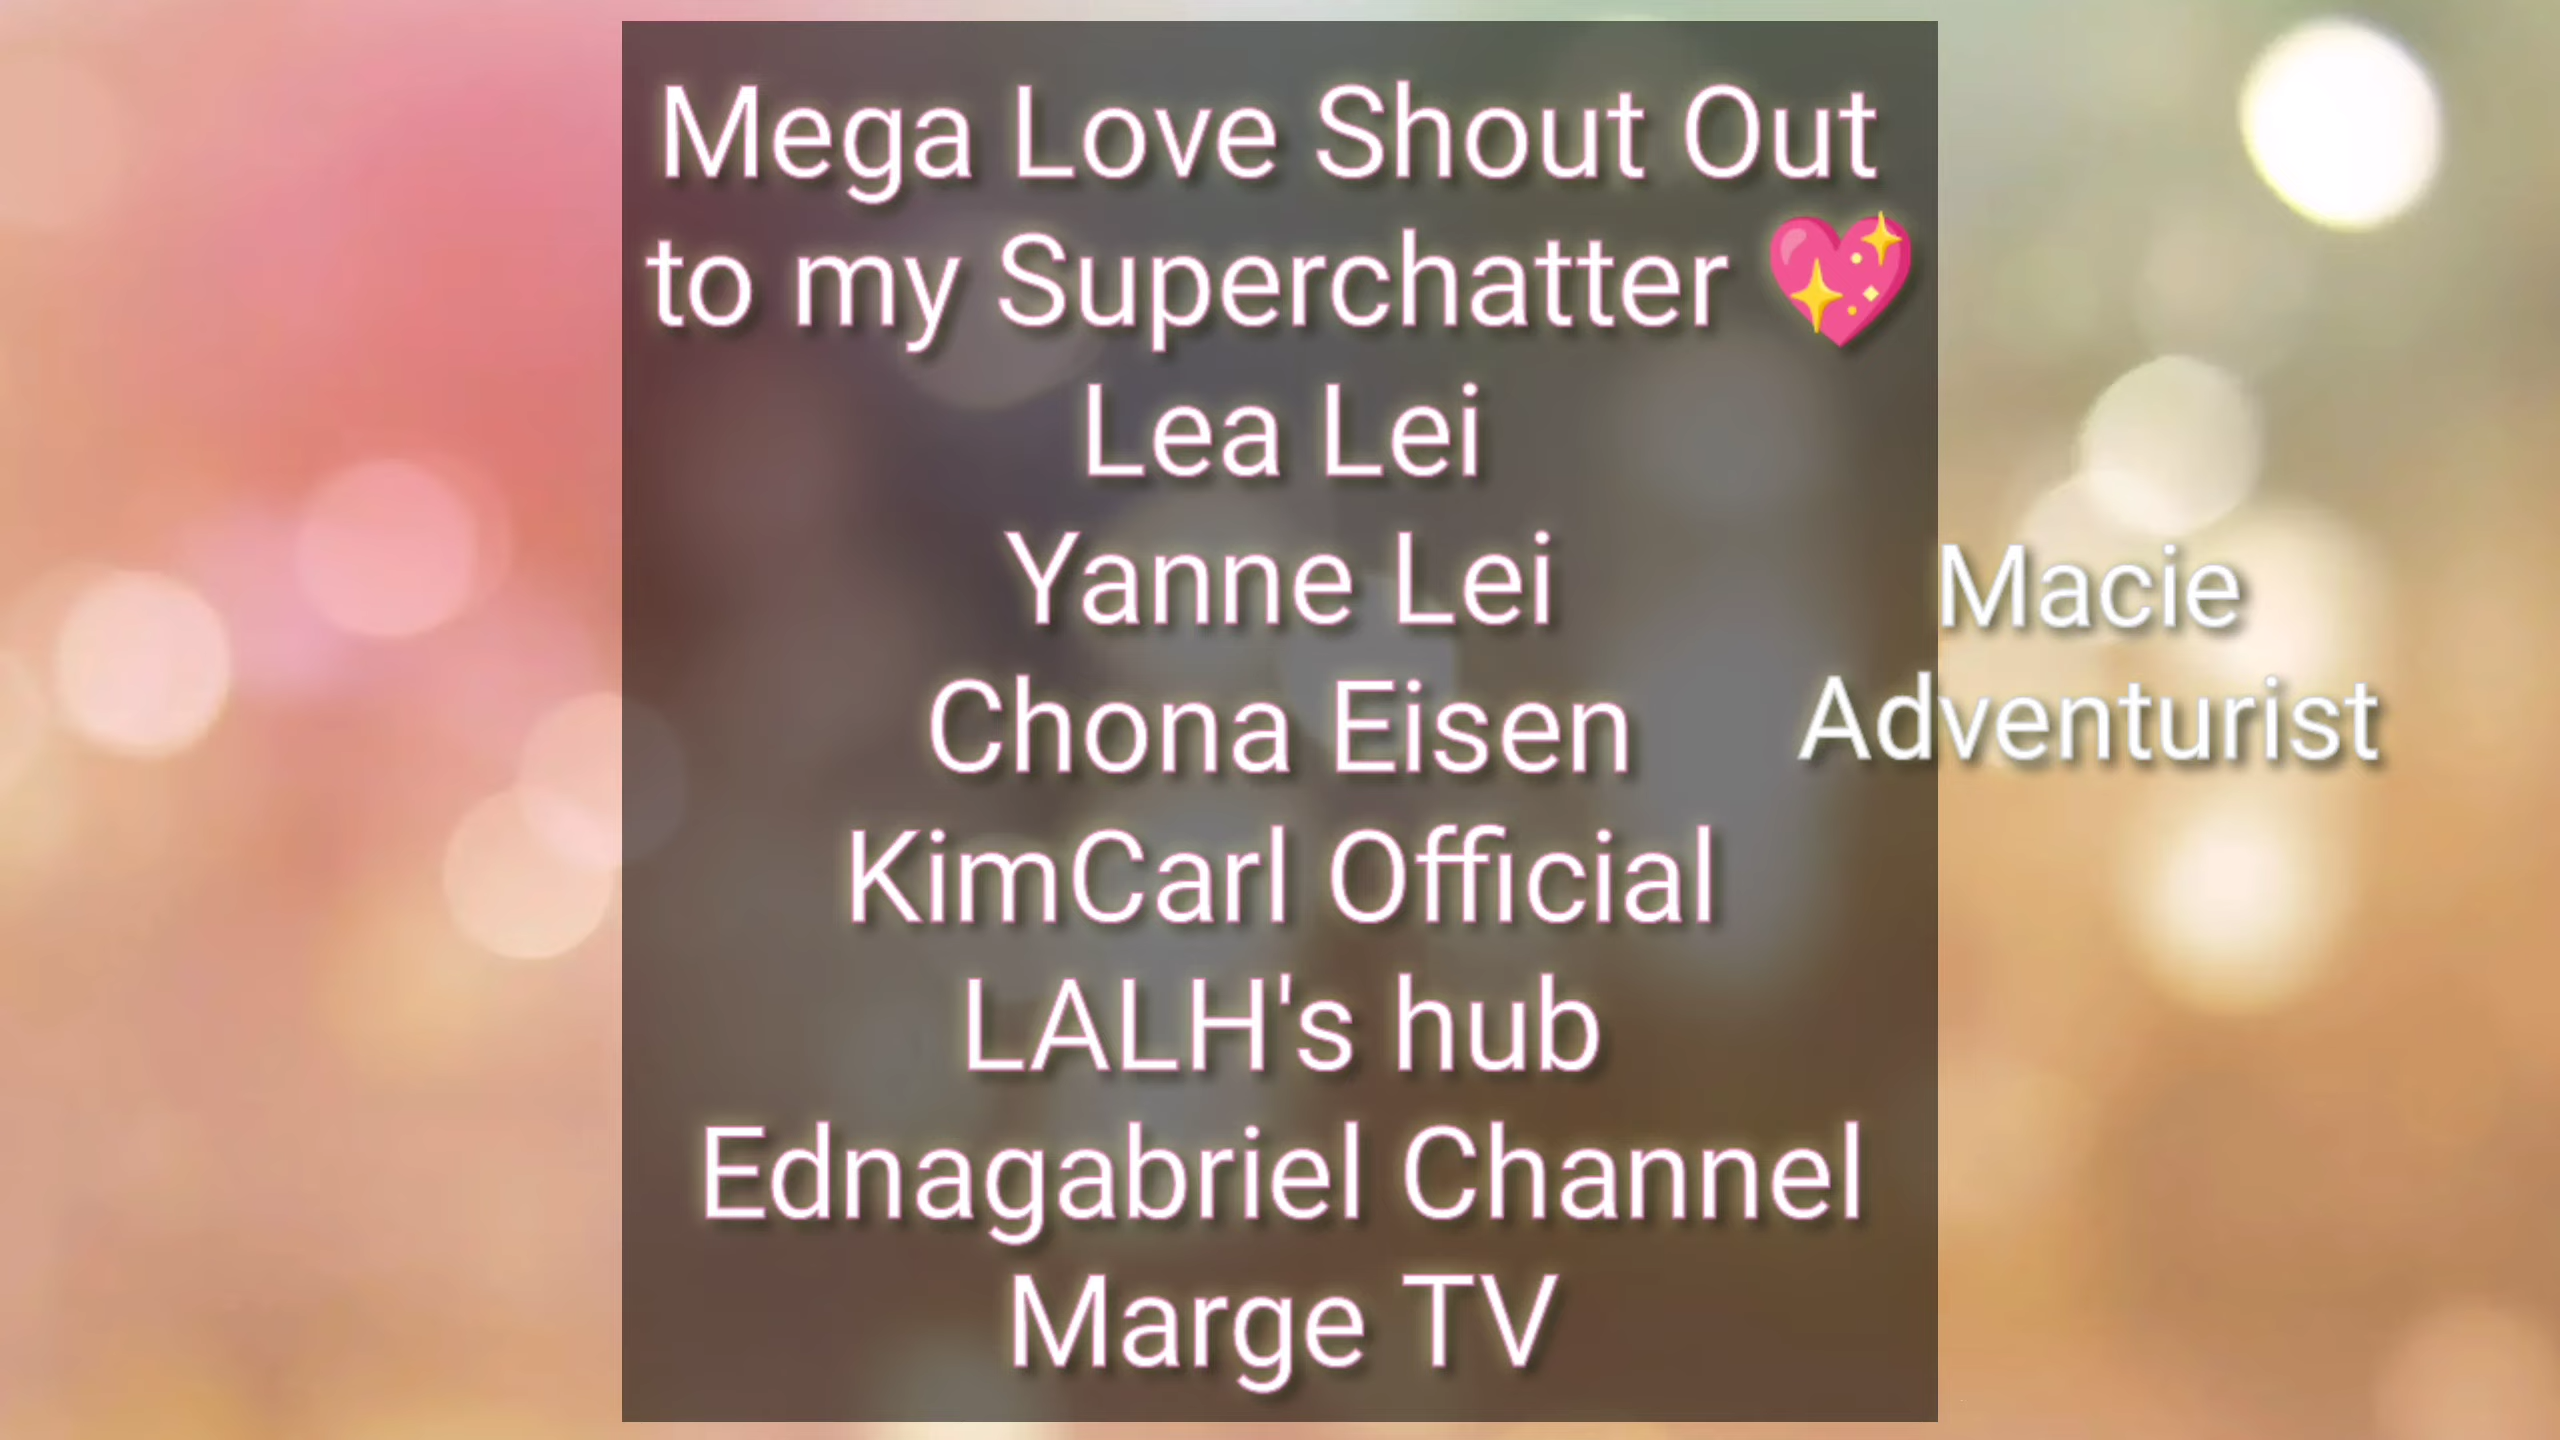 Mega Love Shout Out
to my Superchatter 💖
Lea Lei
Yanne Lei
Chona Eisen
KimCarl Official
LALH's hub
Ednagabriel Channel
Marge TV
Macie
Adventurist